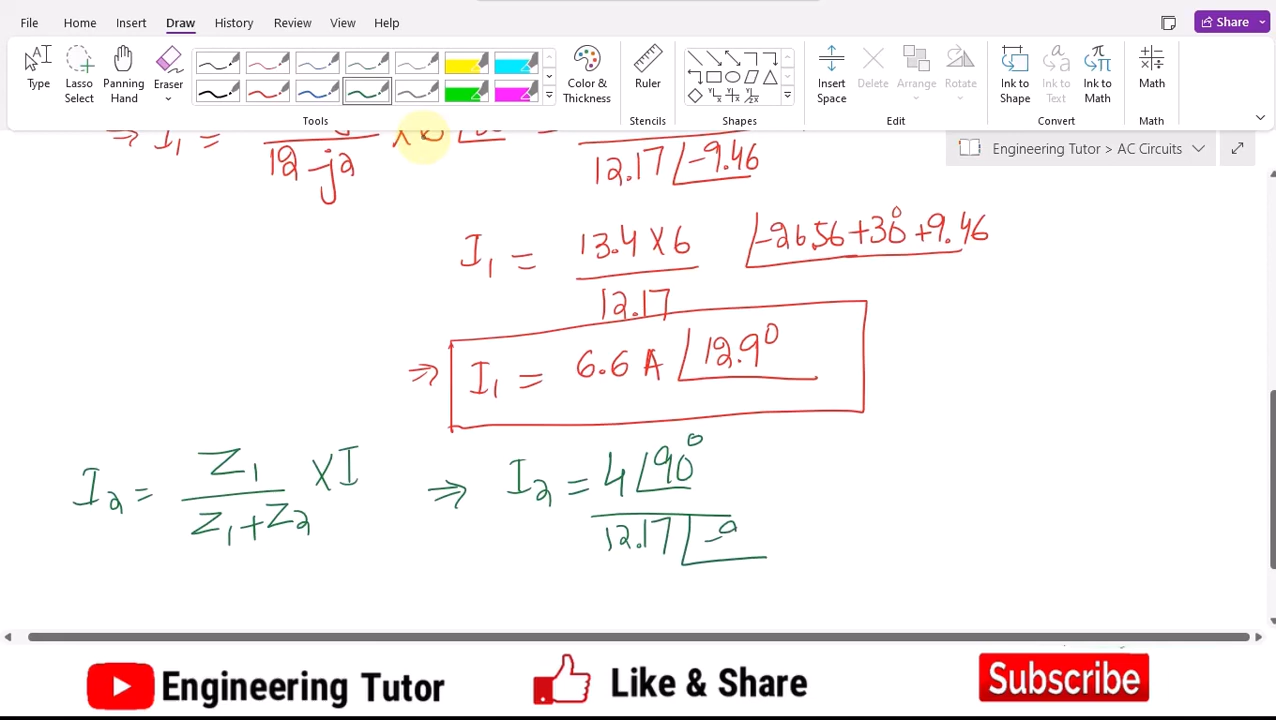 File Home Insert Draw History Review View Help Share
Type Lasso Select Panning Hand Eraser Color & Thickness Ruler Insert Space Delete Arrange Rotate Ink to Shape Ink to Text Ink to Math Math
Tools Stencils Shapes Convert Math
Engineering Tutor > AC Circuits
⇒ I₁ =
12-j2
12.17∠-9.46
I₁ = 13.4 X 6 ∠-26.56+30°+9.46
12.17
⇒ I₁ = 6.6 A ∠12.9°
I₂ = Z₁ X I ⇒ I₂ = 4∠90°
Z₁+Z₂ 12.17∠-9
Engineering Tutor Like & Share Subscribe